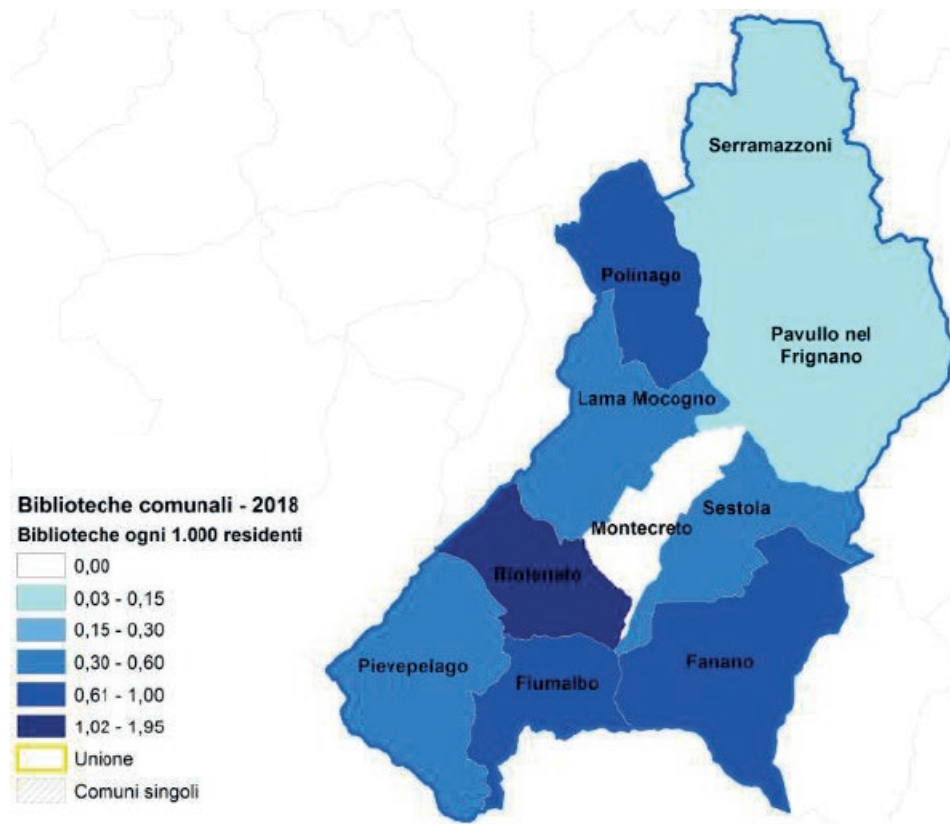 Serramazzoni
Polinago
Pavullo nel
Frignano
Lama Mocogno
Sestola
Montecreto
Riolunato
Pievepelago
Fiumalbo
Fanano
Biblioteche comunali - 2018
Biblioteche ogni 1.000 residenti
0,00
0,03 - 0,15
0,15 - 0,30
0,30 - 0,60
0,61 - 1,00
1,02 - 1,95
Unione
Comuni singoli